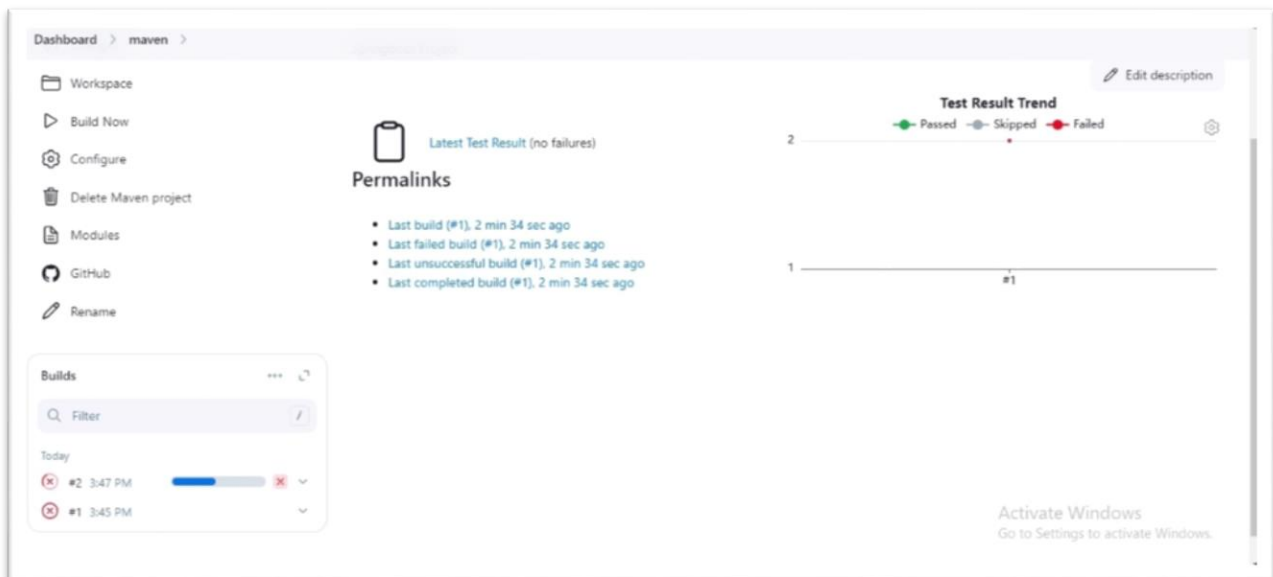 Dashboard > maven >
Workspace
Build Now
Configure
Delete Maven project
Modules
GitHub
Rename
Builds
Filter /
Today
#2 3:47 PM
#1 3:45 PM
Latest Test Result (no failures)
Permalinks
Last build (#1), 2 min 34 sec ago
Last failed build (#1), 2 min 34 sec ago
Last unsuccessful build (#1), 2 min 34 sec ago
Last completed build (#1), 2 min 34 sec ago
Edit description
Test Result Trend
Passed Skipped Failed
2
1
#1
Activate Windows
Go to Settings to activate Windows.